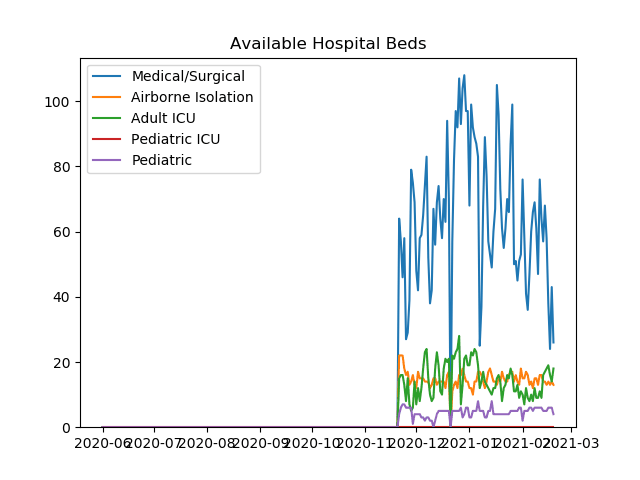 Available Hospital Beds
Medical/Surgical
Airborne Isolation
Adult ICU
Pediatric ICU
Pediatric
100
80
60
40
20
0
2020-06 2020-07 2020-08 2020-09 2020-10 2020-11 2020-12 2021-01 2021-02 2021-03